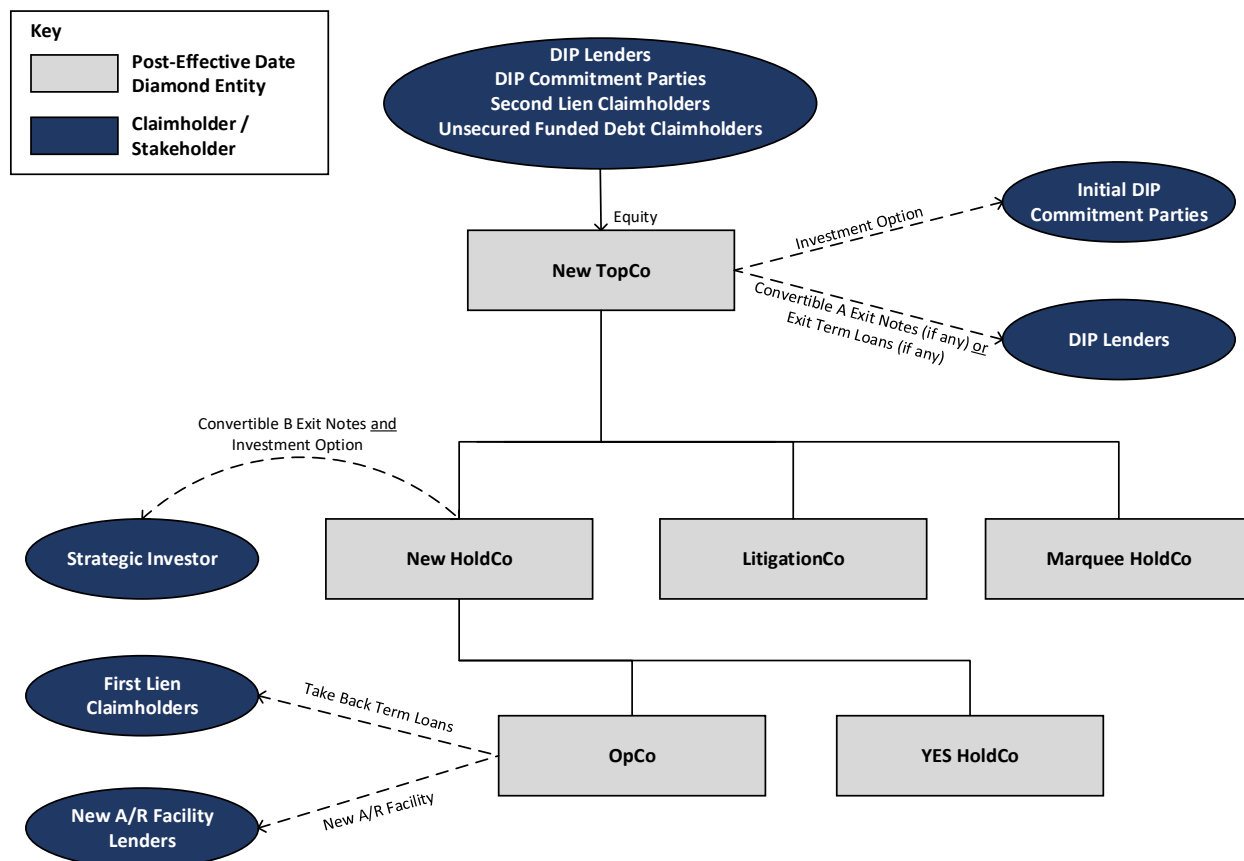 Key
Post-Effective Date
Diamond Entity
Claimholder /
Stakeholder
DIP Lenders
DIP Commitment Parties
Second Lien Claimholders
Unsecured Funded Debt Claimholders
Equity
New TopCo
Investment Option
Initial DIP
Commitment Parties
Convertible A Exit Notes (if any) or
Exit Term Loans (if any)
DIP Lenders
Convertible B Exit Notes and
Investment Option
Strategic Investor
New HoldCo
LitigationCo
Marquee HoldCo
First Lien
Claimholders
Take Back Term Loans
OpCo
YES HoldCo
New A/R Facility
New A/R Facility
Lenders